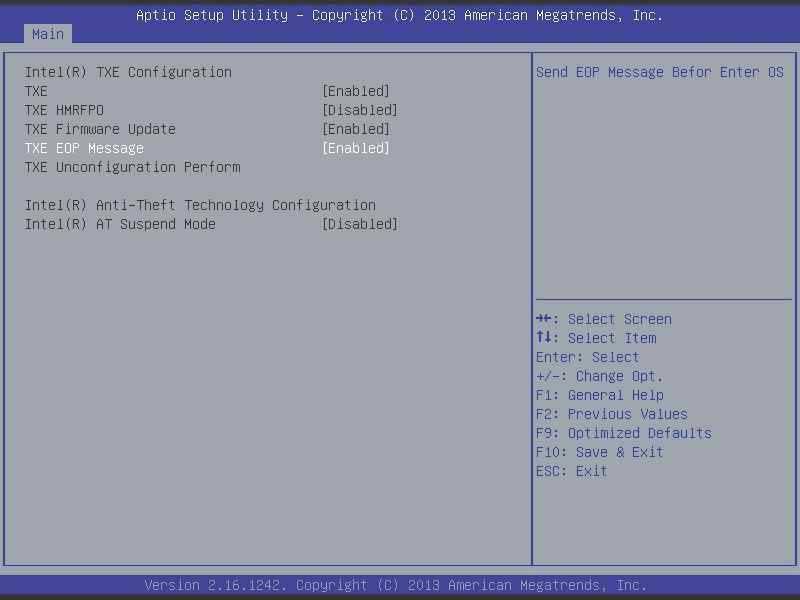 Aptio Setup Utility – Copyright (C) 2013 American Megatrends, Inc.
Main
Intel(R) TXE Configuration
TXE [Enabled]
TXE HMRFPO [Disabled]
TXE Firmware Update [Enabled]
TXE EOP Message [Enabled]
TXE Unconfiguration Perform
Intel(R) Anti-Theft Technology Configuration
Intel(R) AT Suspend Mode [Disabled]
Send EOP Message Befor Enter OS
→←: Select Screen
↑↓: Select Item
Enter: Select
+/-: Change Opt.
F1: General Help
F2: Previous Values
F9: Optimized Defaults
F10: Save & Exit
ESC: Exit
Version 2.16.1242. Copyright (C) 2013 American Megatrends, Inc.